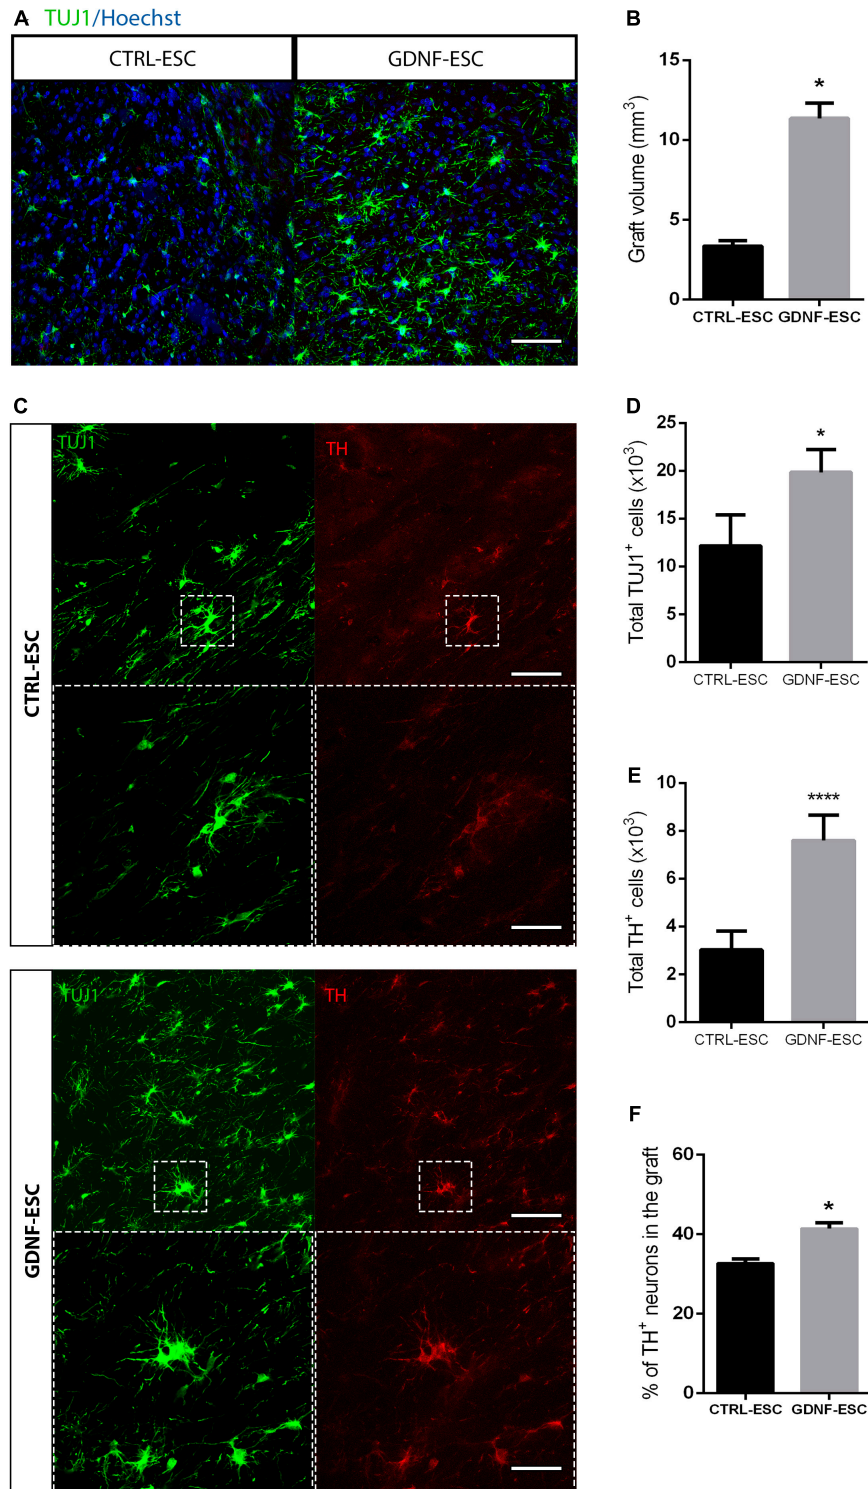 A TUJ1/Hoechst
CTRL-ESC GDNF-ESC
B
Graft volume (mm³)
15
10
5
0
CTRL-ESC GDNF-ESC
*
C
CTRL-ESC
TUJ1 TH
GDNF-ESC
TUJ1 TH
D
Total TUJ1⁺ cells (x10³)
25
20
15
10
5
0
CTRL-ESC GDNF-ESC
*
E
Total TH⁺ cells (x10³)
10
8
6
4
2
0
CTRL-ESC GDNF-ESC
****
F
% of TH⁺ neurons in the graft
60
40
20
0
CTRL-ESC GDNF-ESC
*